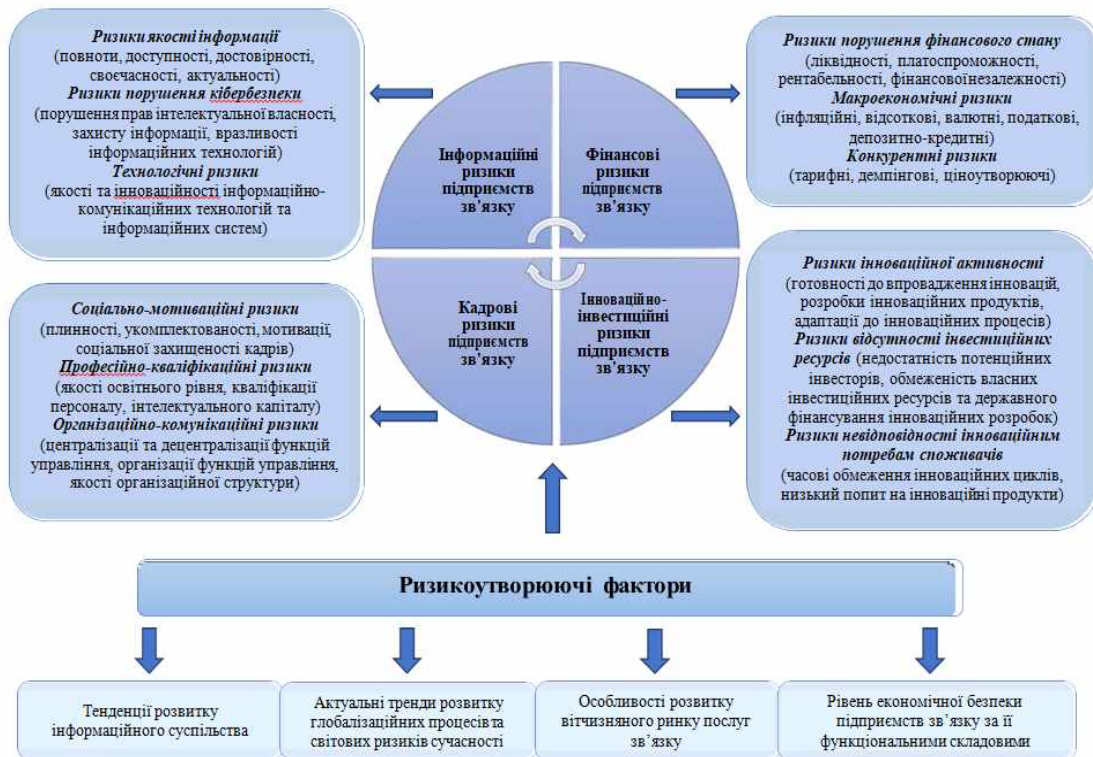 Ризики якості інформації
(повноти, доступності, достовірності,
своєчасності, актуальності)
Ризики порушення кібербезпеки
(порушення прав інтелектуальної власності,
захисту інформації, вразливості
інформаційних технологій)
Технологічні ризики
(якості та інноваційності інформаційно-
комунікаційних технологій та
інформаційних систем)
Інформаційні
ризики
підприємств
зв'язку
Фінансові
ризики
підприємств
зв'язку
Ризики порушення фінансового стану
(ліквідності, платоспроможності,
рентабельності, фінансової незалежності)
Макроекономічні ризики
(інфляційні, відсоткові, валютні, податкові,
депозитно-кредитні)
Конкурентні ризики
(тарифні, демпінгові, ціноутворюючі)
Соціально-мотиваційні ризики
(плинності, укомплектованості, мотивації,
соціальної захищеності кадрів)
Професійно-кваліфікаційні ризики
(якості освітнього рівня, кваліфікації
персоналу, інтелектуального капіталу)
Організаційно-комунікаційні ризики
(централізації та децентралізації функцій
управління, організації функцій управління,
якості організаційної структури)
Кадрові
ризики
підприємств
зв'язку
Інноваційно-
інвестиційні
ризики
підприємств
зв'язку
Ризики інноваційної активності
(готовності до впровадження інновацій,
розробки інноваційних продуктів,
адаптації до інноваційних процесів)
Ризики відсутності інвестиційних
ресурсів (недостатність потенційних
інвесторів, обмеженість власних
інвестиційних ресурсів та державного
фінансування інноваційних розробок)
Ризики невідповідності інноваційним
потребам споживачів
(часові обмеження інноваційних циклів,
низький попит на інноваційні продукти)
Ризикоутворюючі фактори
Тенденції розвитку
інформаційного суспільства
Актуальні тренди розвитку
глобалізаційних процесів та
світових ризиків сучасності
Особливості розвитку
вітчизняного ринку послуг
зв'язку
Рівень економічної безпеки
підприємств зв'язку за її
функціональними складовими